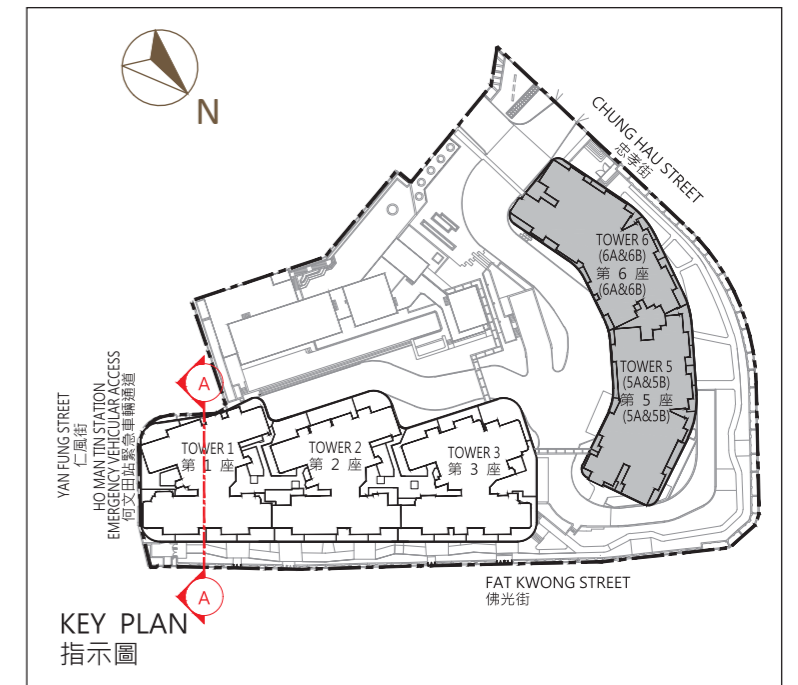 N
CHUNG HAU STREET
忠孝街
TOWER 6
(6A&6B)
第 6 座
(6A&6B)
TOWER 5
(5A&5B)
第 5 座
(5A&5B)
A
YAN FUNG STREET
仁風街
HO MAN TIN STATION
EMERGENCY VEHICULAR ACCESS
何文田站緊急車輛通道
TOWER 1
第 1 座
TOWER 2
第 2 座
TOWER 3
第 3 座
A
FAT KWONG STREET
佛光街
KEY PLAN
指示圖